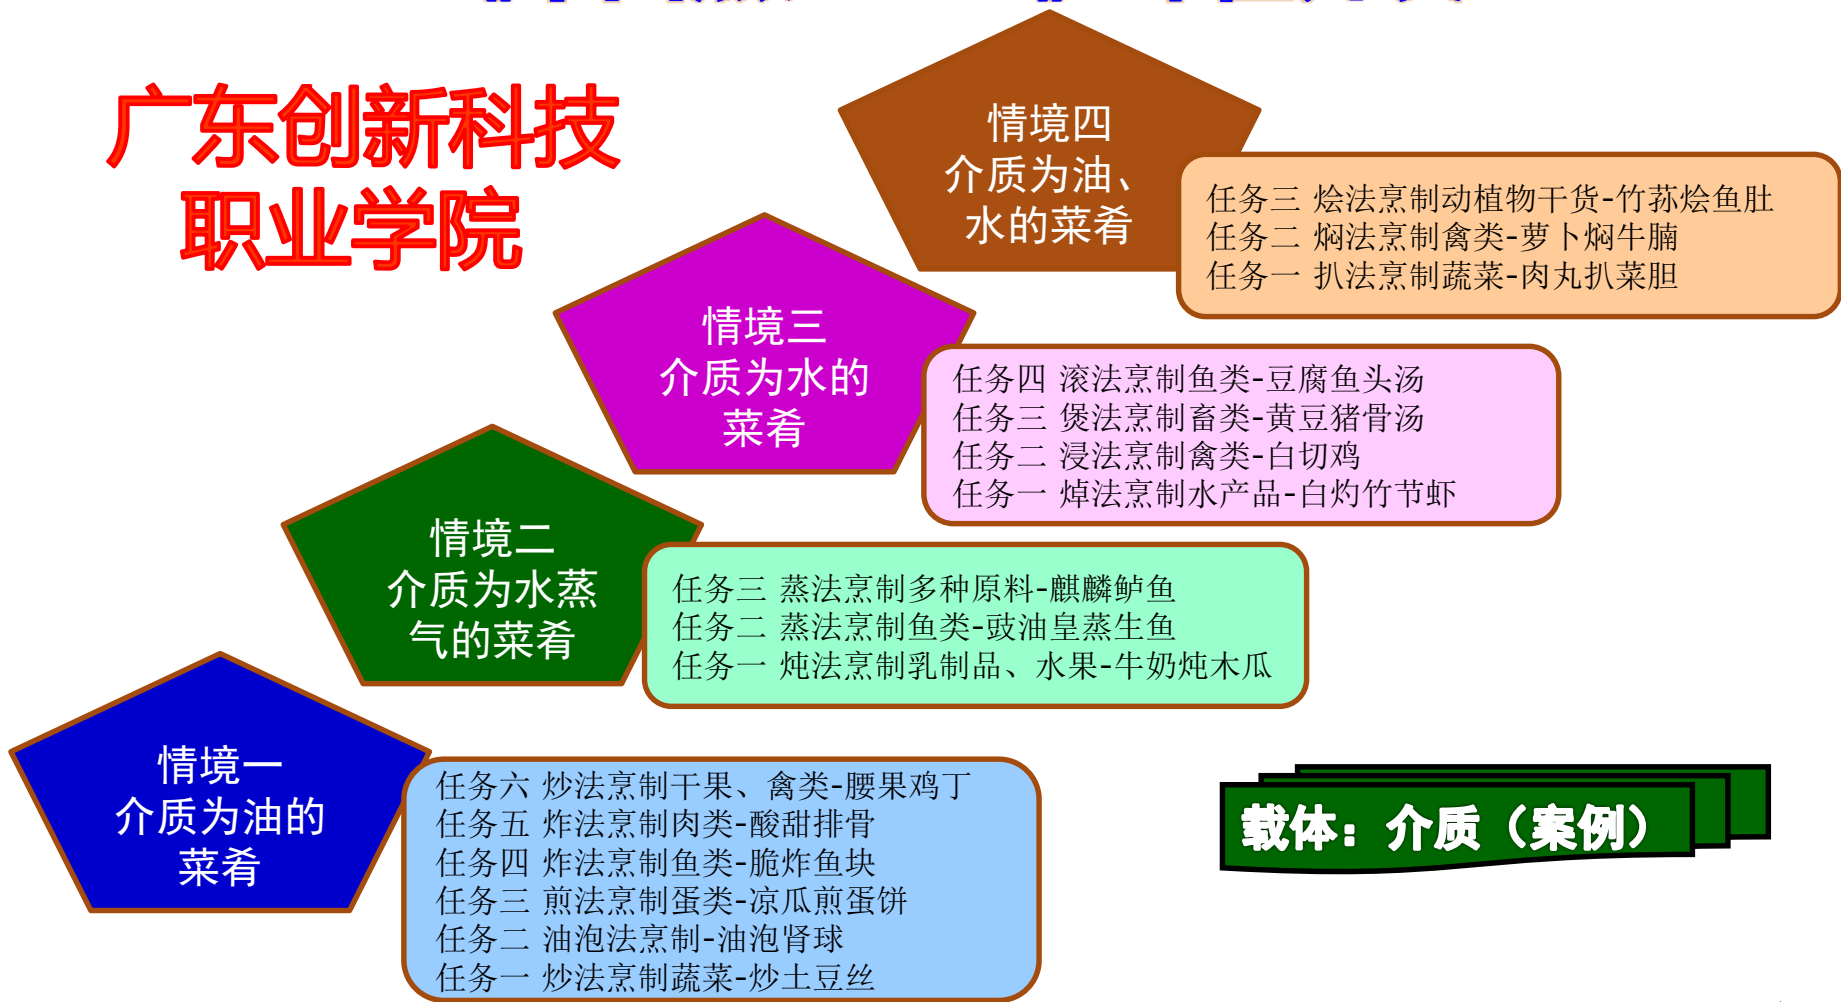 广东创新科技
职业学院
情境四
介质为油、
水的菜肴
任务三 烩法烹制动植物干货-竹荪烩鱼肚
任务二 焖法烹制禽类-萝卜焖牛腩
任务一 扒法烹制蔬菜-肉丸扒菜胆
情境三
介质为水的
菜肴
任务四 滚法烹制鱼类-豆腐鱼头汤
任务三 煲法烹制畜类-黄豆猪骨汤
任务二 浸法烹制禽类-白切鸡
任务一 焯法烹制水产品-白灼竹节虾
情境二
介质为水蒸
气的菜肴
任务三 蒸法烹制多种原料-麒麟鲈鱼
任务二 蒸法烹制鱼类-豉油皇蒸生鱼
任务一 炖法烹制乳制品、水果-牛奶炖木瓜
情境一
介质为油的
菜肴
任务六 炒法烹制干果、禽类-腰果鸡丁
任务五 炸法烹制肉类-酸甜排骨
任务四 炸法烹制鱼类-脆炸鱼块
任务三 煎法烹制蛋类-凉瓜煎蛋饼
任务二 油泡法烹制-油泡肾球
任务一 炒法烹制蔬菜-炒土豆丝
载体：介质（案例）